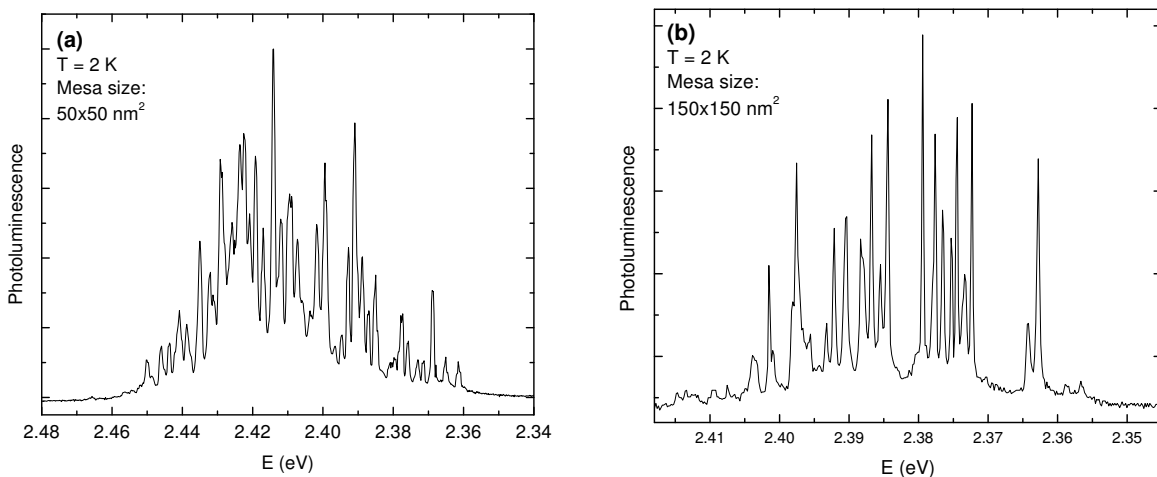 (a)
T = 2 K
Mesa size:
50x50 nm²
Photoluminescence
2.48 2.46 2.44 2.42 2.40 2.38 2.36 2.34
E (eV)
(b)
T = 2 K
Mesa size:
150x150 nm²
Photoluminescence
2.41 2.40 2.39 2.38 2.37 2.36 2.35
E (eV)